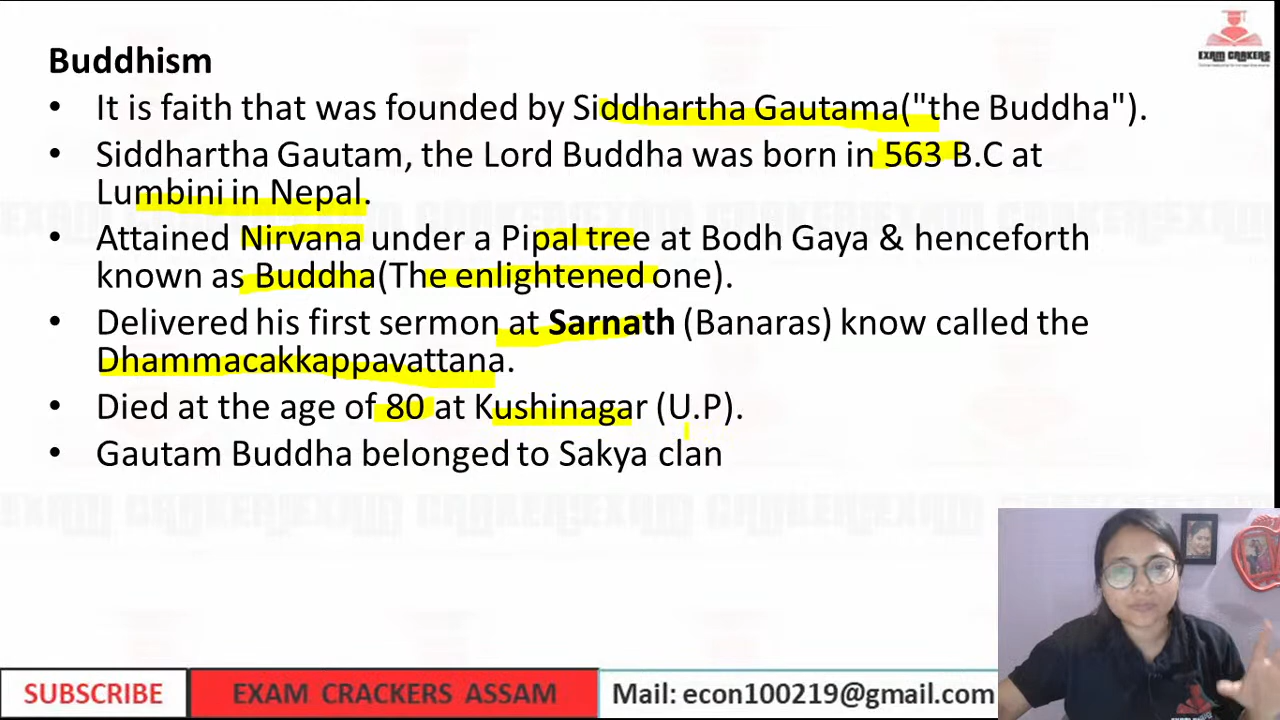 Buddhism
• It is faith that was founded by Siddhartha Gautama("the Buddha").
• Siddhartha Gautam, the Lord Buddha was born in 563 B.C at
Lumbini in Nepal.
• Attained Nirvana under a Pipal tree at Bodh Gaya & henceforth
known as Buddha(The enlightened one).
• Delivered his first sermon at Sarnath (Banaras) know called the
Dhammacakkappavattana.
• Died at the age of 80 at Kushinagar (U.P).
• Gautam Buddha belonged to Sakya clan
EXAM CRAKERS
SUBSCRIBE
EXAM CRACKERS ASSAM
Mail: econ100219@gmail.com